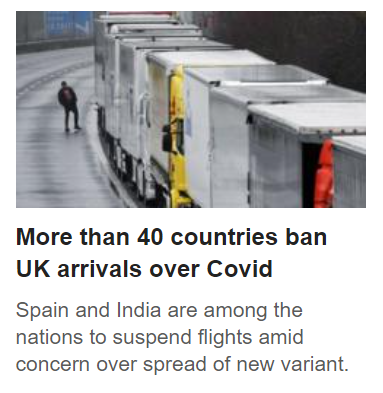 More than 40 countries ban
UK arrivals over Covid
Spain and India are among the
nations to suspend flights amid
concern over spread of new variant.